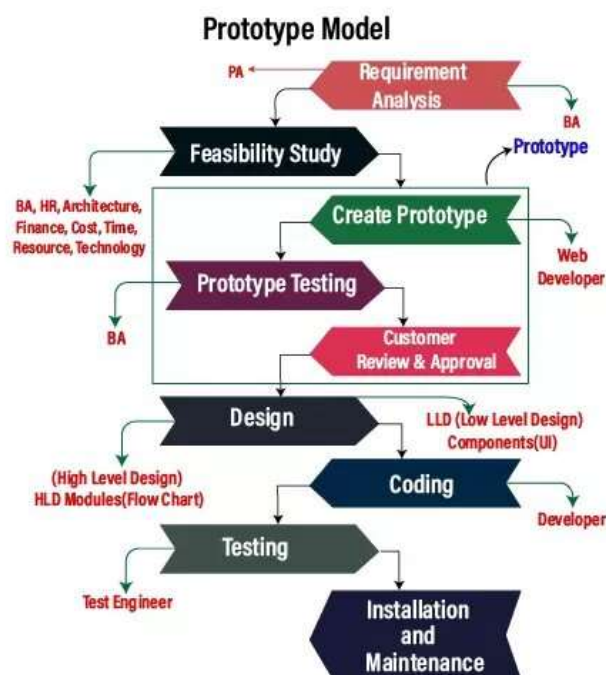 Prototype Model
PA
Requirement
Analysis
BA
Feasibility Study
Prototype
BA, HR, Architecture,
Finance, Cost, Time,
Resource, Technology
Create Prototype
Web
Developer
Prototype Testing
BA
Customer
Review & Approval
Design
LLD (Low Level Design)
Components(UI)
(High Level Design)
HLD Modules(Flow Chart)
Coding
Developer
Testing
Test Engineer
Installation
and
Maintenance